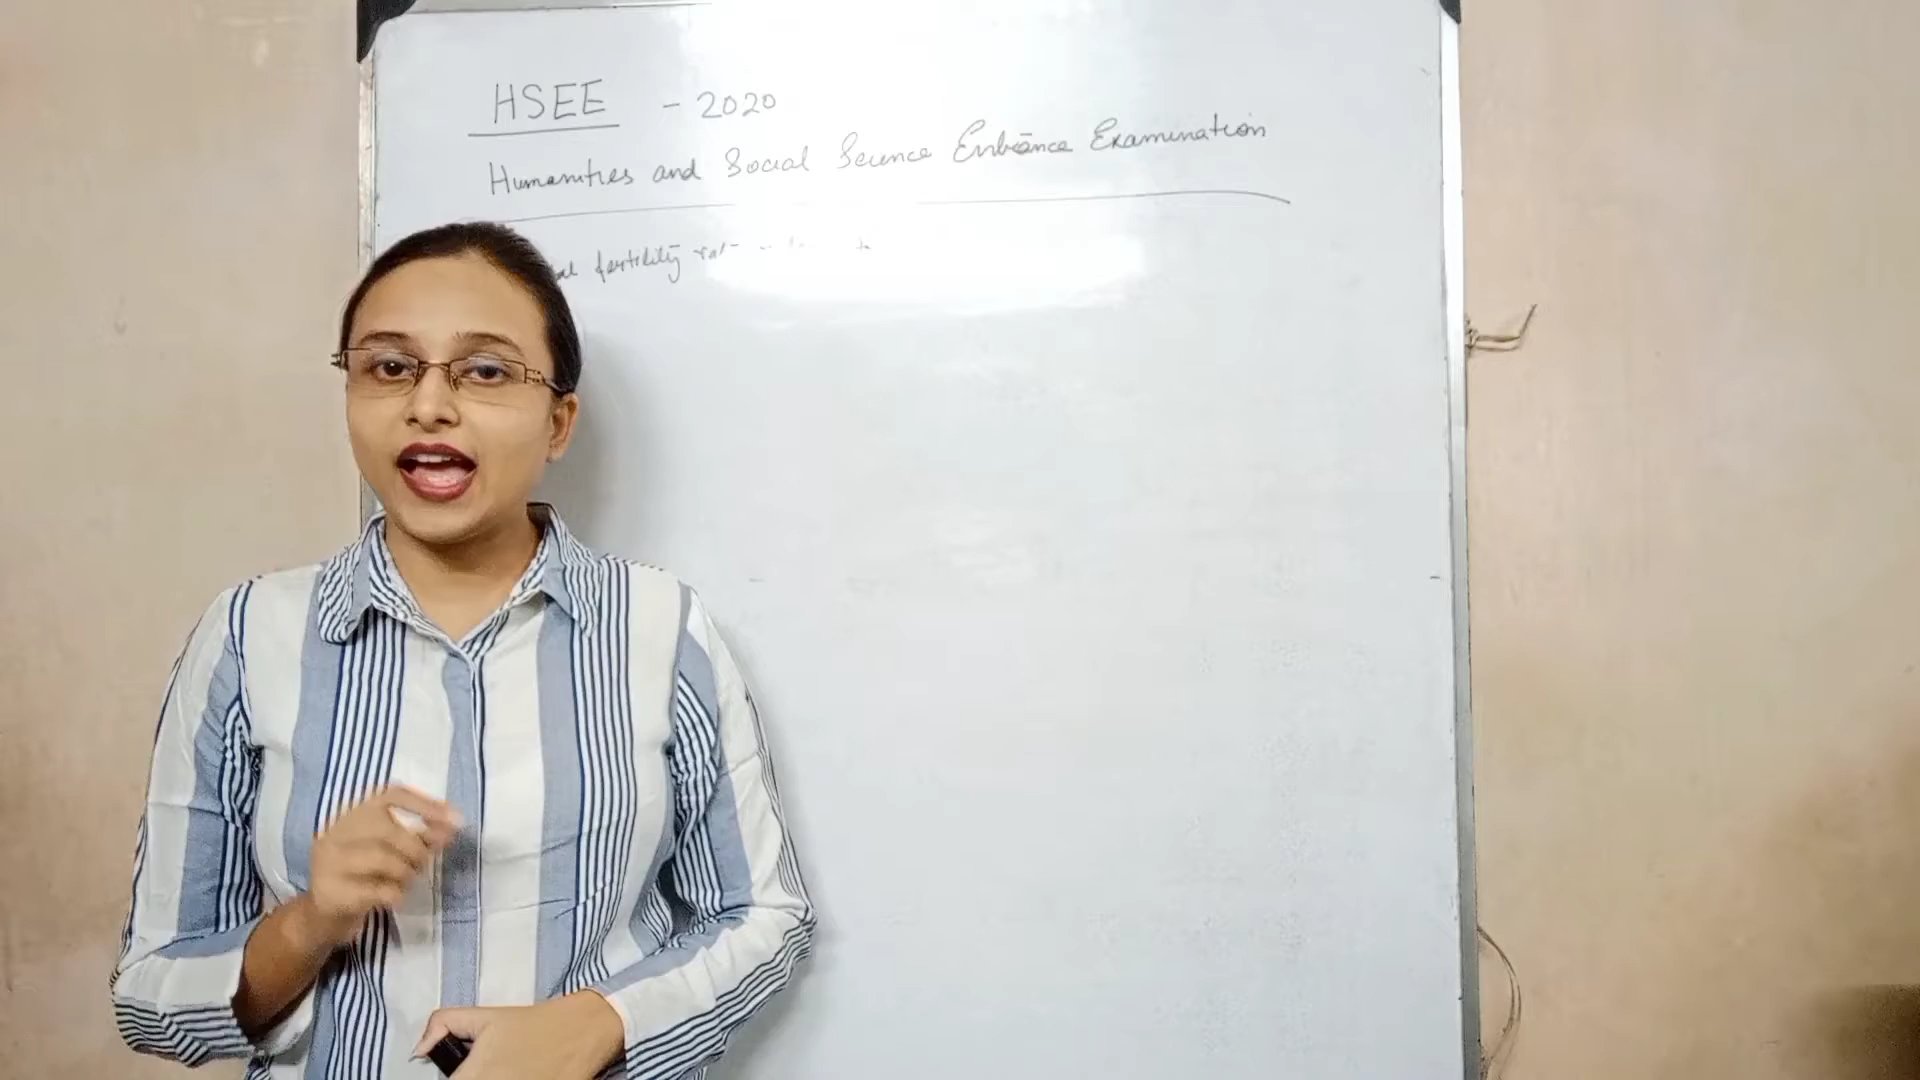 HSEE - 2020
Humanities and Social Science Entrance Examination
fertility